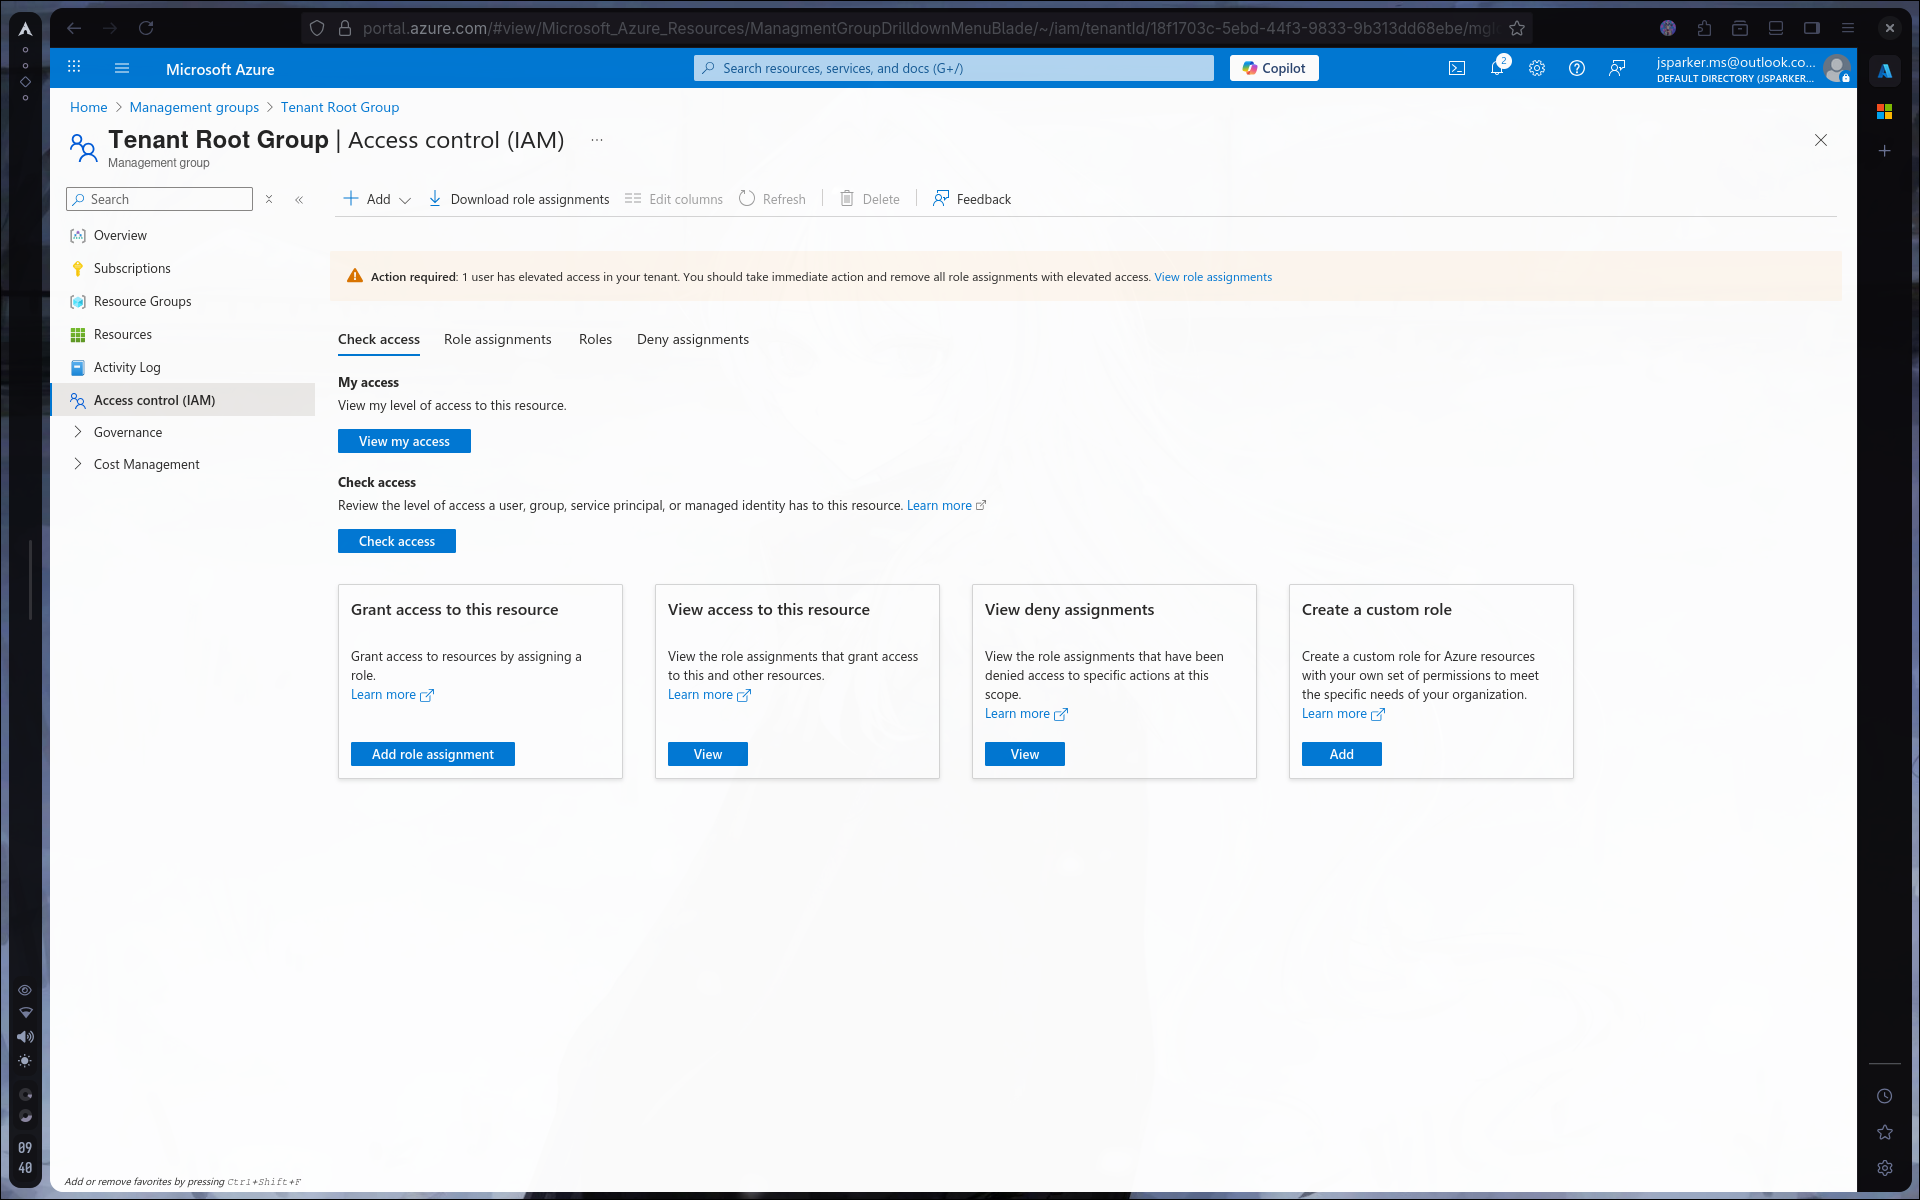 portal.azure.com/#view/Microsoft_Azure_Resources/ManagmentGroupDrilldownMenuBlade/~/iam/tenantId/18f1703c-5ebd-44f3-9833-9b313dd68ebe/mgI
Microsoft Azure
Search resources, services, and docs (G+/)
Copilot
2
jsparker.ms@outlook.co...
DEFAULT DIRECTORY (JSPARKER...
Home > Management groups > Tenant Root Group
Tenant Root Group | Access control (IAM) ...
Management group
Search
Add
Download role assignments
Edit columns
Refresh
Delete
Feedback
Overview
Subscriptions
Resource Groups
Resources
Activity Log
Access control (IAM)
Governance
Cost Management
Action required: 1 user has elevated access in your tenant. You should take immediate action and remove all role assignments with elevated access. View role assignments
Check access
Role assignments
Roles
Deny assignments
My access
View my level of access to this resource.
View my access
Check access
Review the level of access a user, group, service principal, or managed identity has to this resource. Learn more
Check access
Grant access to this resource
Grant access to resources by assigning a
role.
Learn more
Add role assignment
View access to this resource
View the role assignments that grant access
to this and other resources.
Learn more
View
View deny assignments
View the role assignments that have been
denied access to specific actions at this
scope.
Learn more
View
Create a custom role
Create a custom role for Azure resources
with your own set of permissions to meet
the specific needs of your organization.
Learn more
Add
09
40
Add or remove favorites by pressing Ctrl+Shift+F